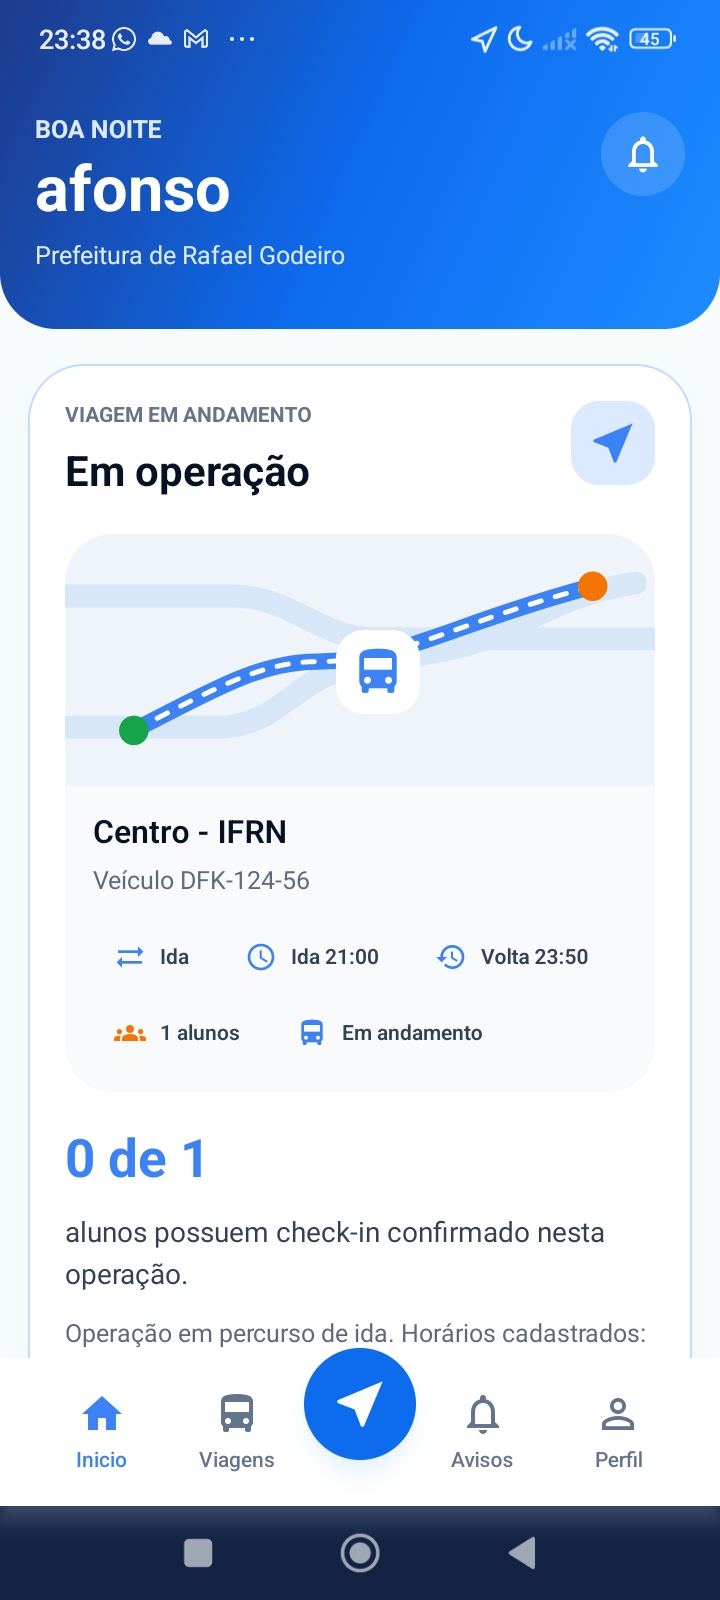 23:38
45
BOA NOITE
afonso
Prefeitura de Rafael Godeiro
VIAGEM EM ANDAMENTO
Em operação
Centro - IFRN
Veículo DFK-124-56
Ida
Ida 21:00
Volta 23:50
1 alunos
Em andamento
0 de 1
alunos possuem check-in confirmado nesta
operação.
Operação em percurso de ida. Horários cadastrados:
Inicio
Viagens
Avisos
Perfil